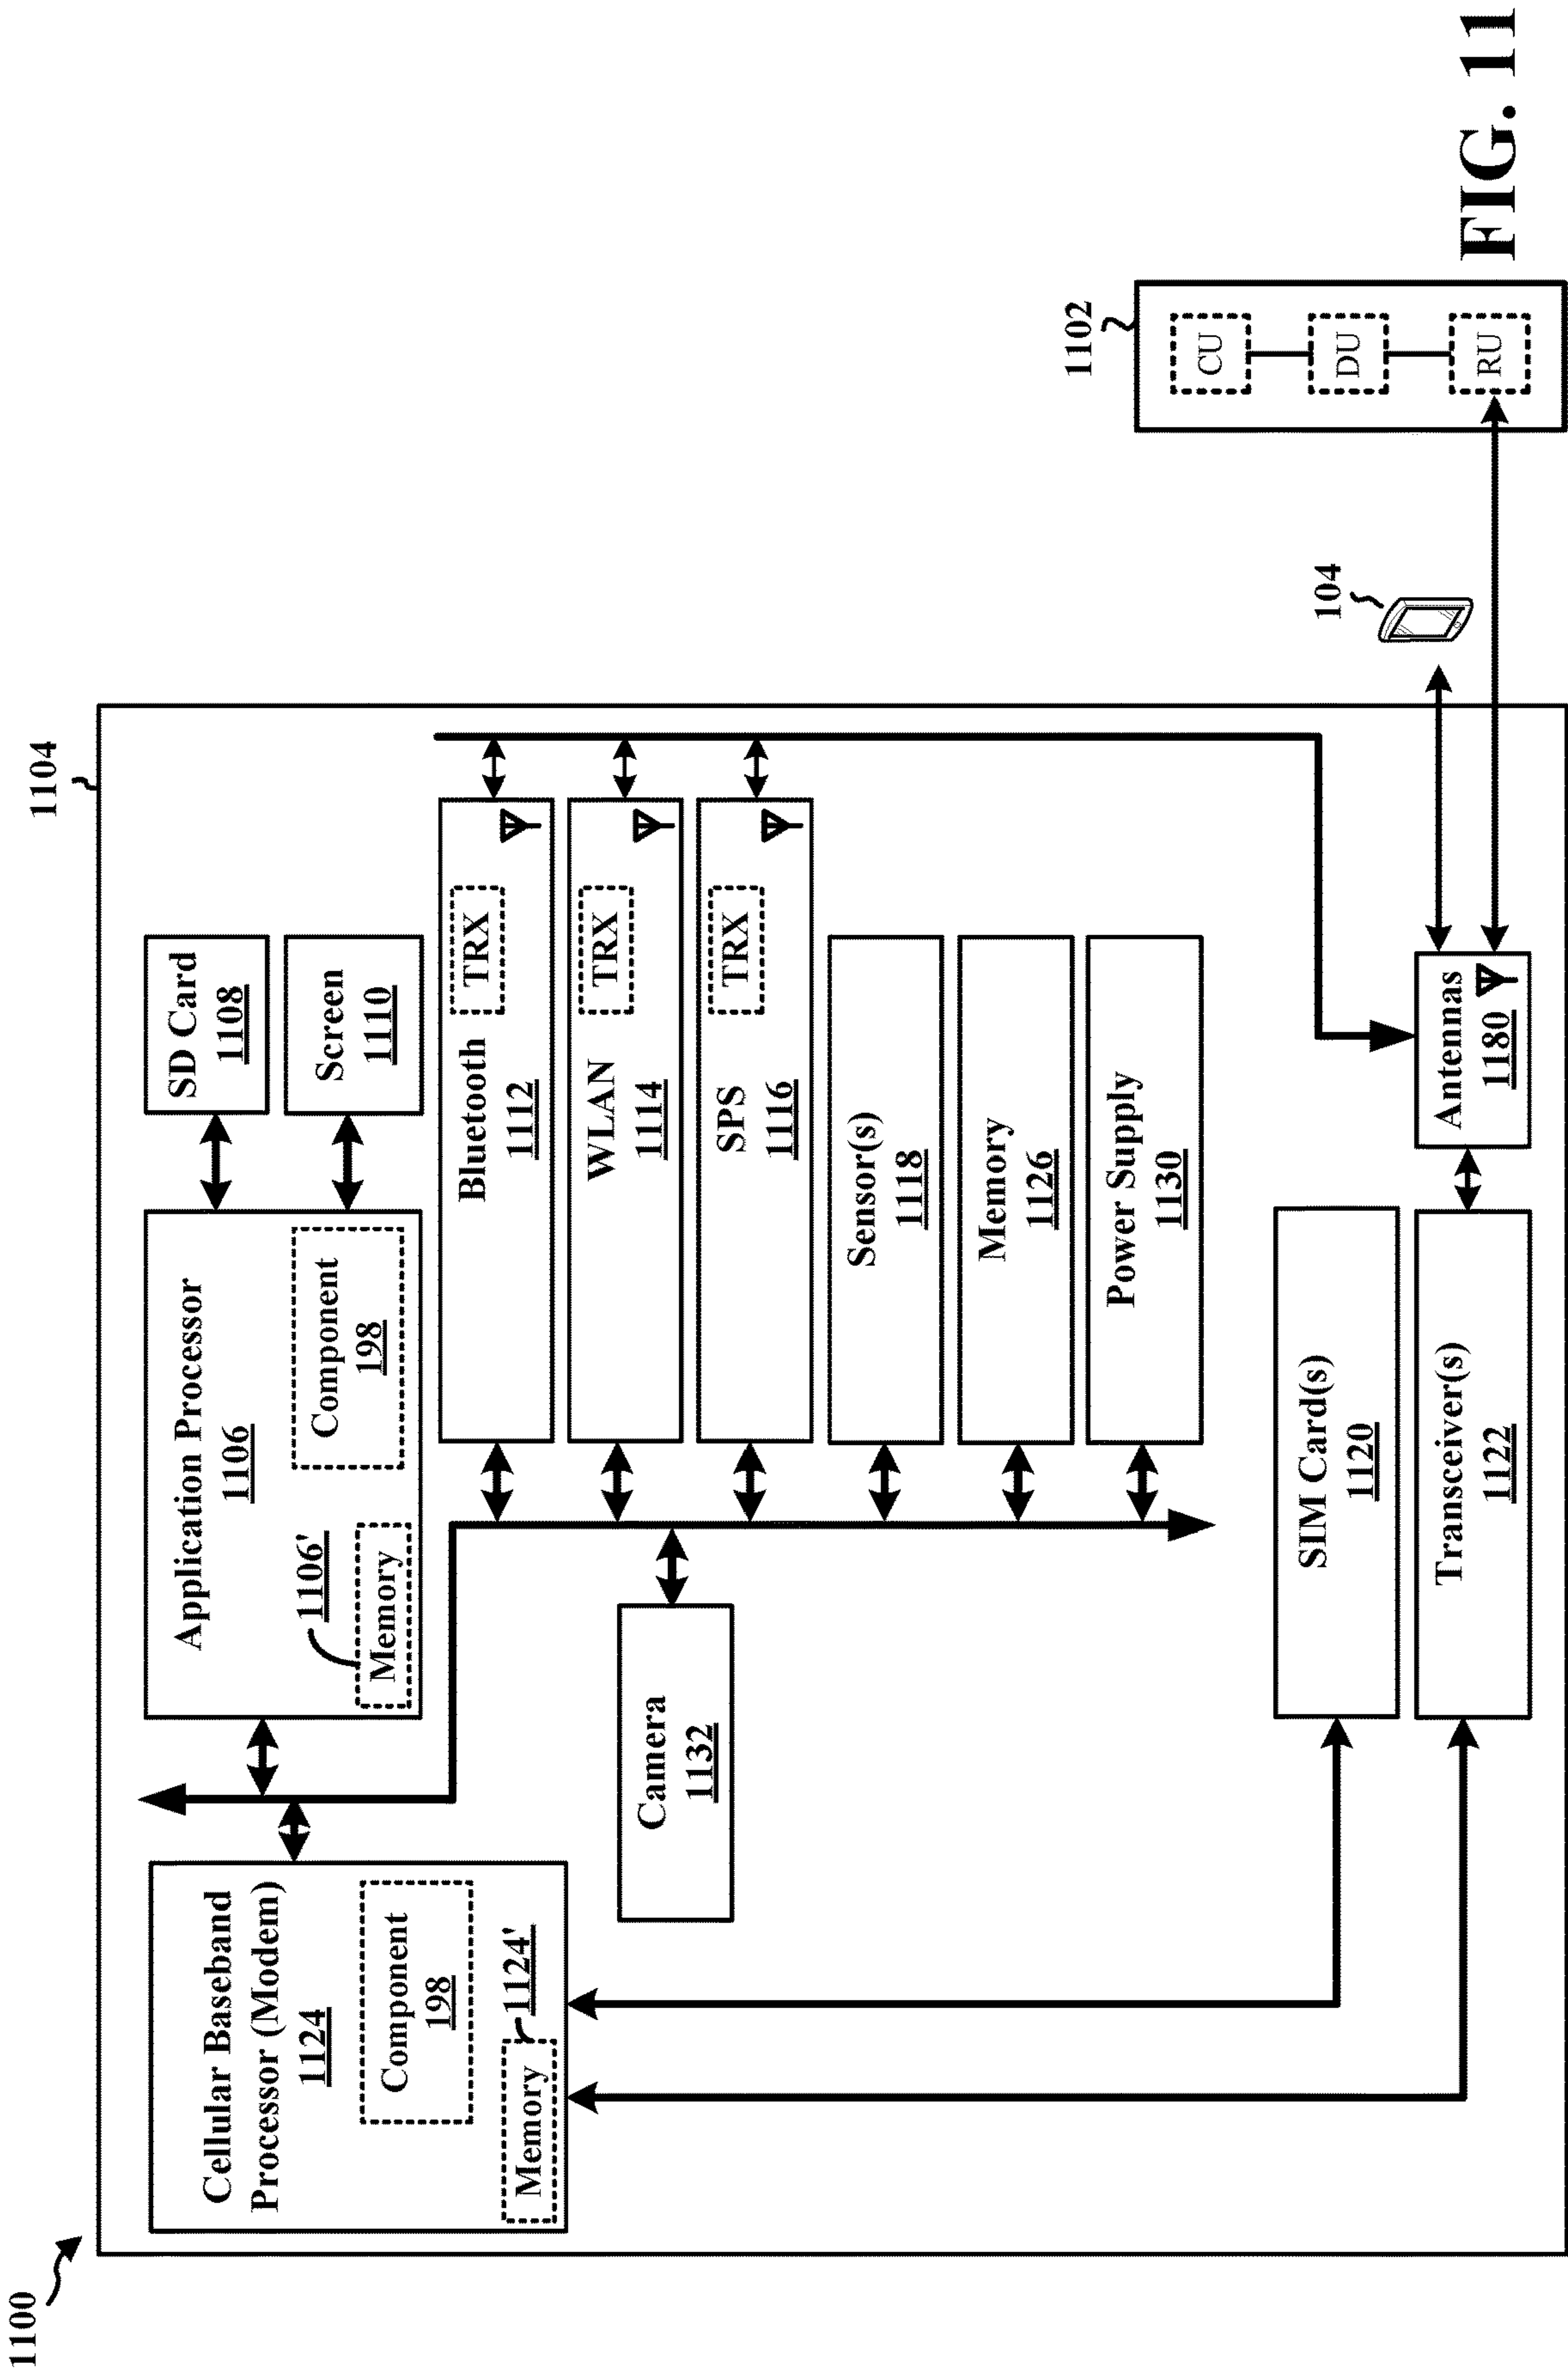 1100
1104
Cellular Baseband
Processor (Modem)
1124
Component
198
Memory
1124'
Application Processor
1106
1106'
Memory
Component
198
SD Card
1108
Screen
1110
Bluetooth
1112
TRX
WLAN
1114
TRX
SPS
1116
TRX
Camera
1132
Sensor(s)
1118
Memory
1126
Power Supply
1130
SIM Card(s)
1120
Transceiver(s)
1122
Antennas
1180
104
1102
CU
DU
RU
FIG. 11